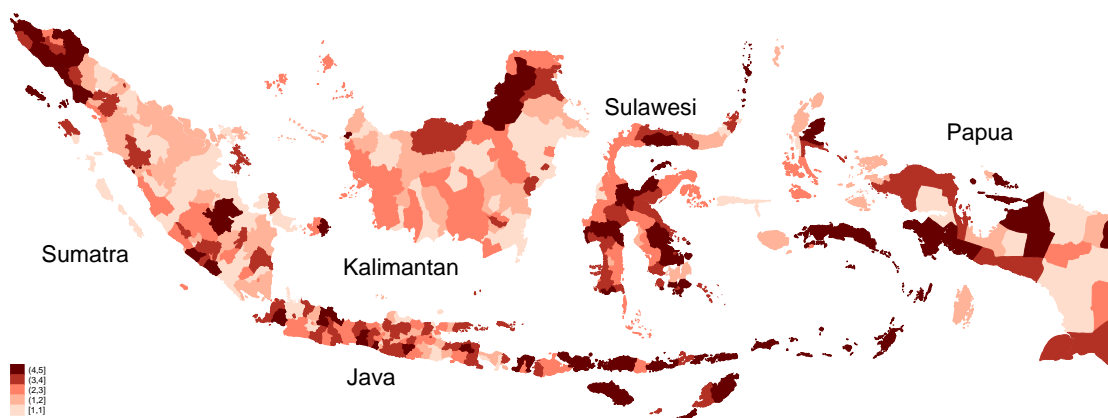 Sulawesi
Papua
Sumatra
Kalimantan
Java
(4,5]
(3,4]
(2,3]
(1,2]
[1,1]